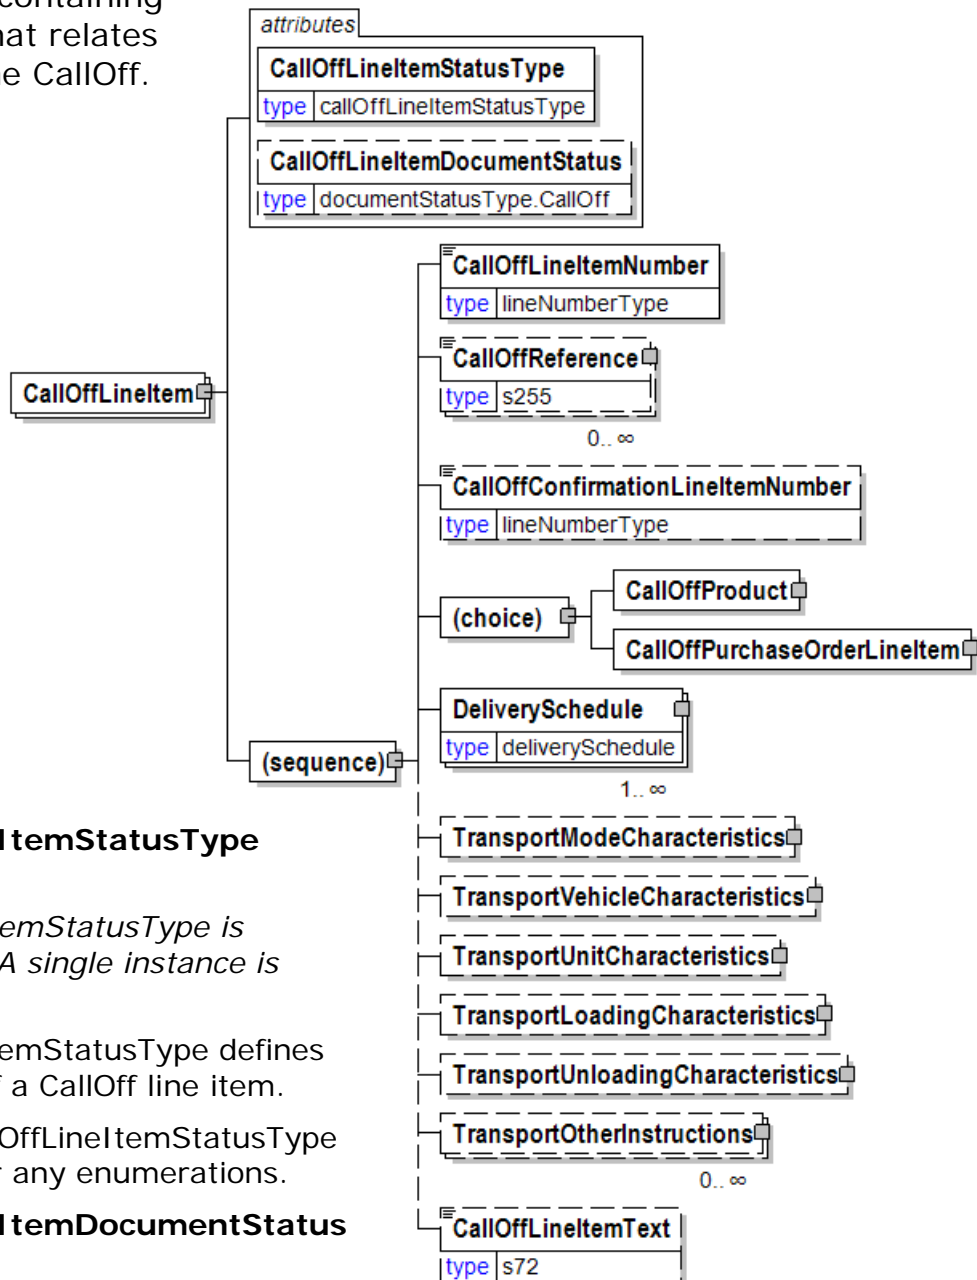 containing
hat relates
e CallOff.
attributes
CallOffLineItemStatusType
type callOffLineItemStatusType
CallOffLineItemDocumentStatus
type documentStatusType.CallOff
CallOffLineItemNumber
type lineNumberType
CallOffReference
type s255
0.. ∞
CallOffLineItem
CallOffConfirmationLineItemNumber
type lineNumberType
(choice)
CallOffProduct
CallOffPurchaseOrderLineItem
DeliverySchedule
type deliverySchedule
1.. ∞
(sequence)
TransportModeCharacteristics
TransportVehicleCharacteristics
TransportUnitCharacteristics
TransportLoadingCharacteristics
TransportUnloadingCharacteristics
TransportOtherInstructions
0.. ∞
CallOffLineItemText
type s72
ItemStatusType
emStatusType is
A single instance is
emStatusType defines
f a CallOff line item.
OffLineItemStatusType
r any enumerations.
ItemDocumentStatus